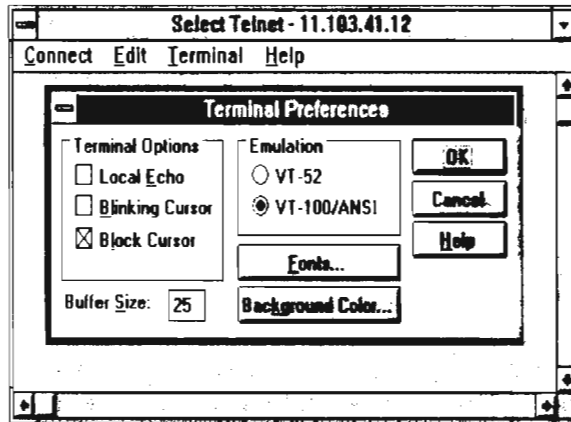 Select Telnet - 11.103.41.12
Connect Edit Terminal Help
Terminal Preferences
Terminal Options
Local Echo
Blinking Cursor
Block Cursor
Buffer Size: 25
Emulation
VT-52
VT-100/ANSI
Fonts...
Background Color...
OK
Cancel
Help